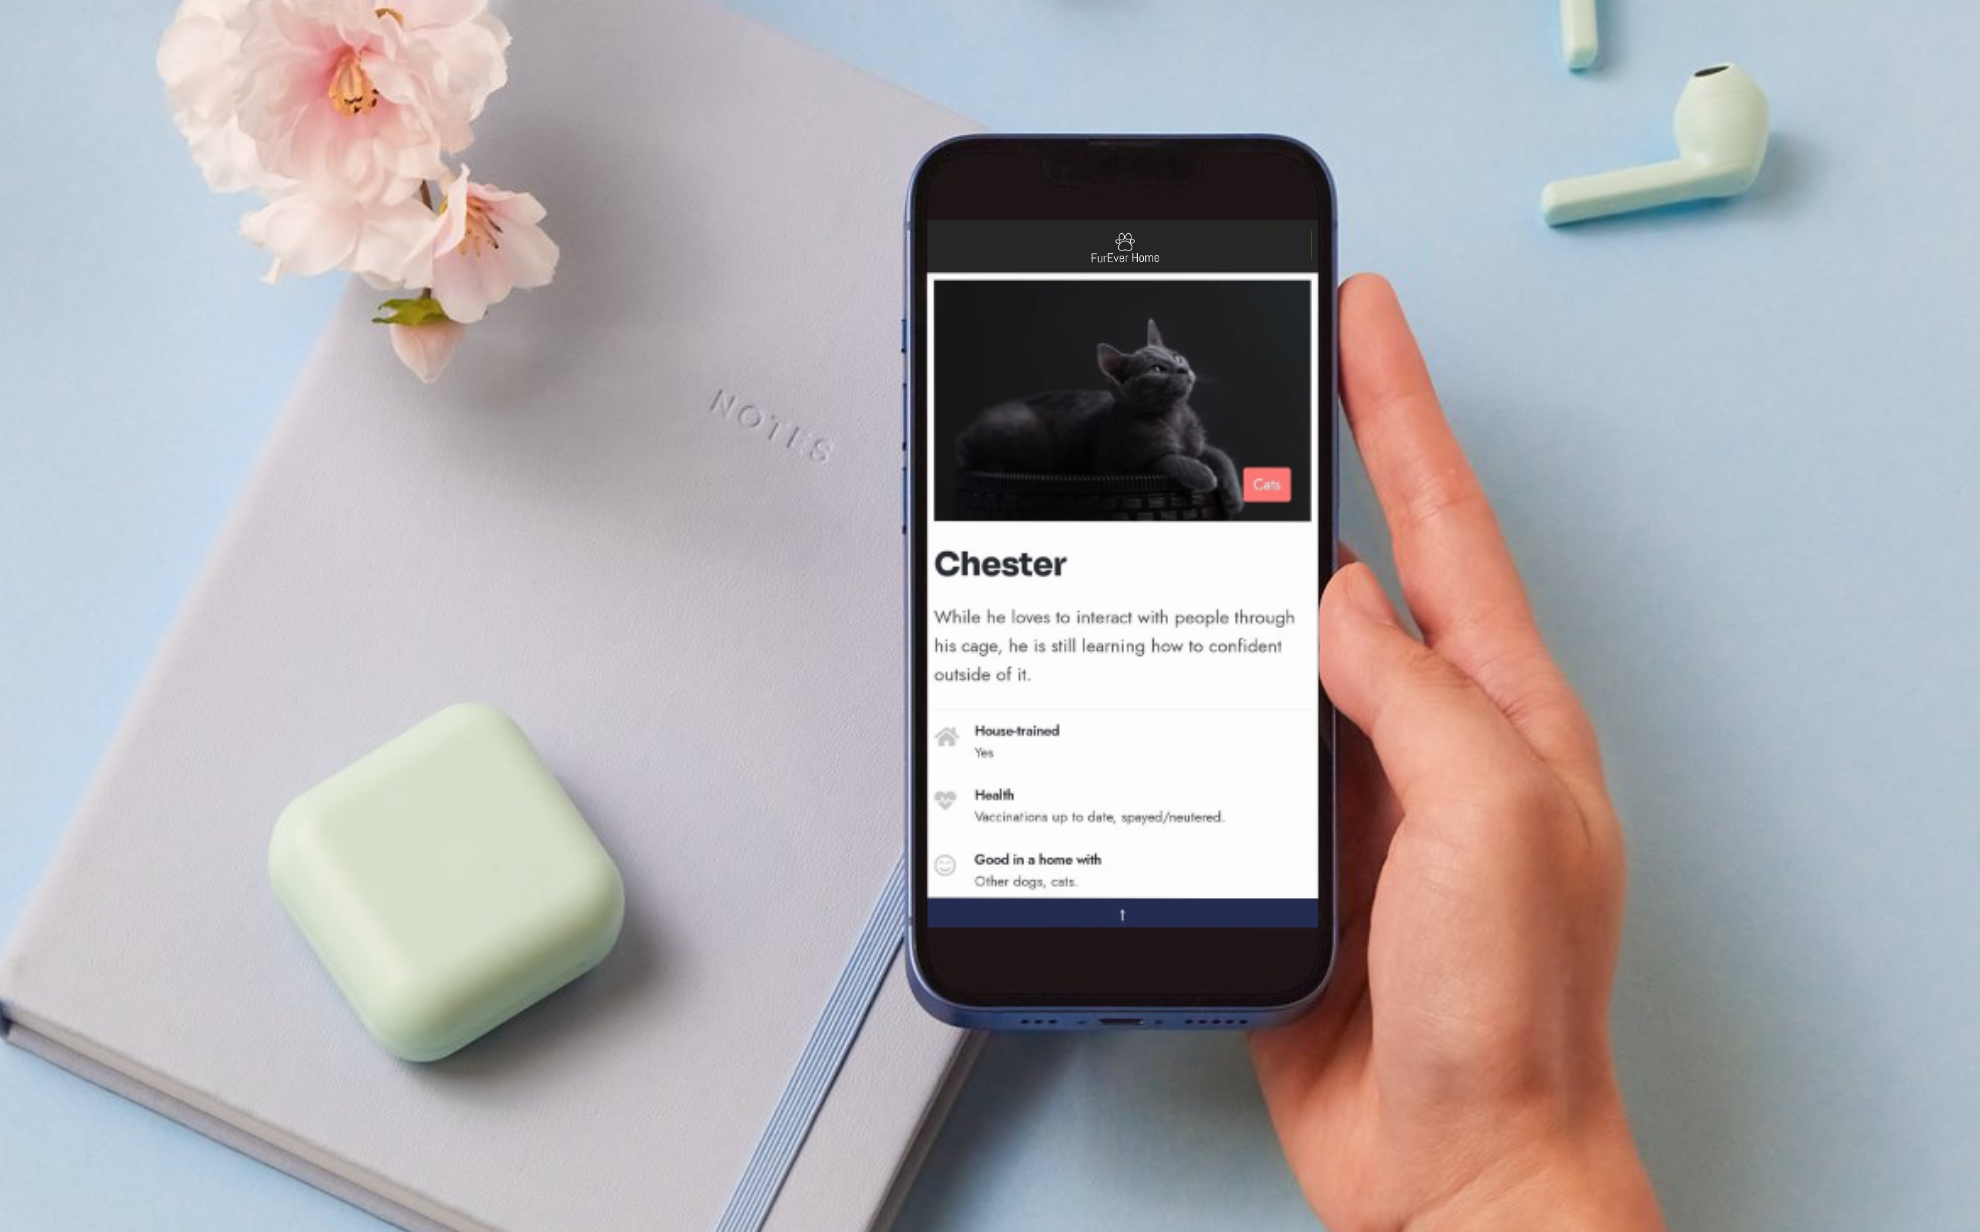 NOTES
FurEver Home
Cats
Chester
While he loves to interact with people through
his cage, he is still learning how to confident
outside of it.
House-trained
Yes
Health
Vaccinations up to date, spayed/neutered.
Good in a home with
Other dogs, cats.
↑